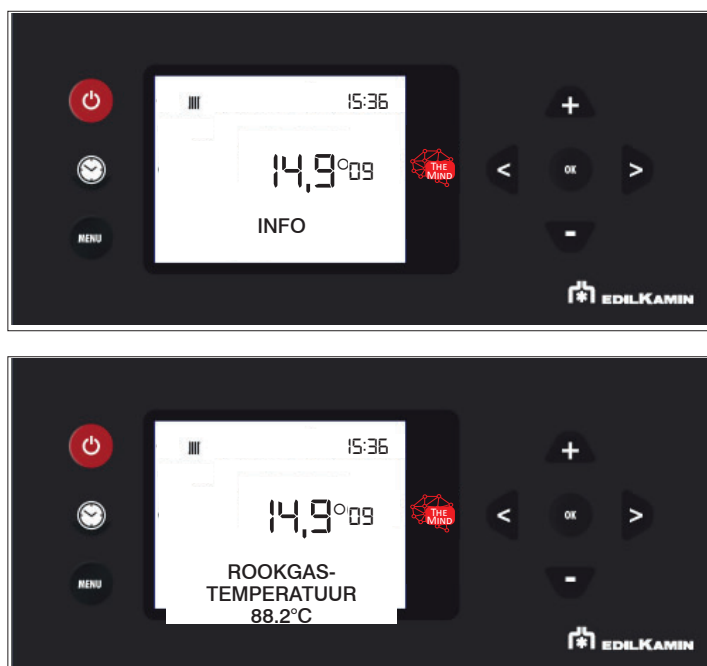 15:36
14,9°09
THE
MIND
INFO
MENU
<
OK
>
+
-
EDILKAMIN
15:36
14,9°09
THE
MIND
ROOKGAS-
TEMPERATUUR
88.2°C
MENU
<
OK
>
+
-
EDILKAMIN